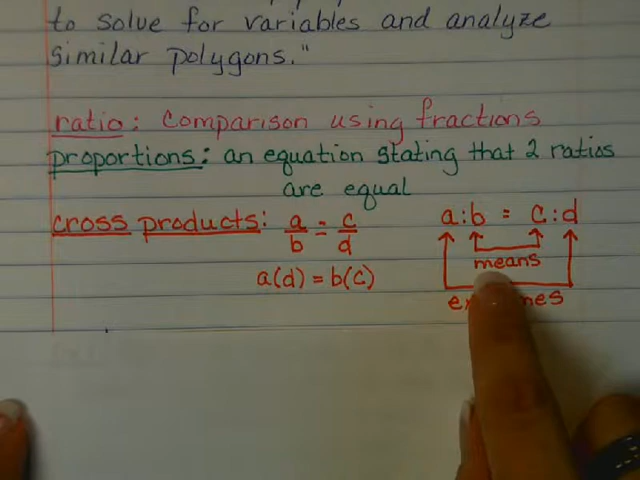 to solve for variables and analyze
similar polygons."
ratio: comparison using fractions
proportions: an equation stating that 2 ratios
are equal
cross products: a/b = c/d a:b = c:d
a(d) = b(c) means